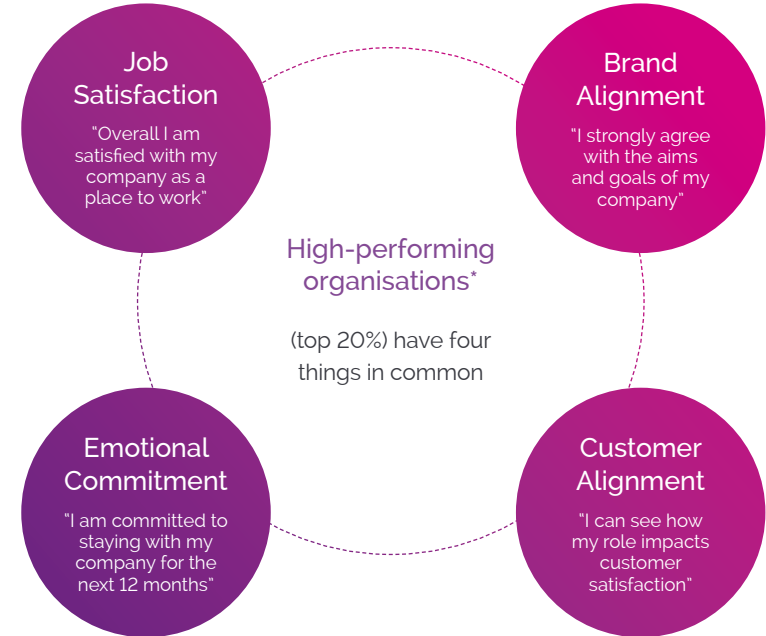 Job
Satisfaction
“Overall I am
satisfied with my
company as a
place to work”
Brand
Alignment
“I strongly agree
with the aims
and goals of my
company”
High-performing
organisations*
(top 20%) have four
things in common
Emotional
Commitment
“I am committed to
staying with my
company for the
next 12 months”
Customer
Alignment
“I can see how
my role impacts
customer
satisfaction”